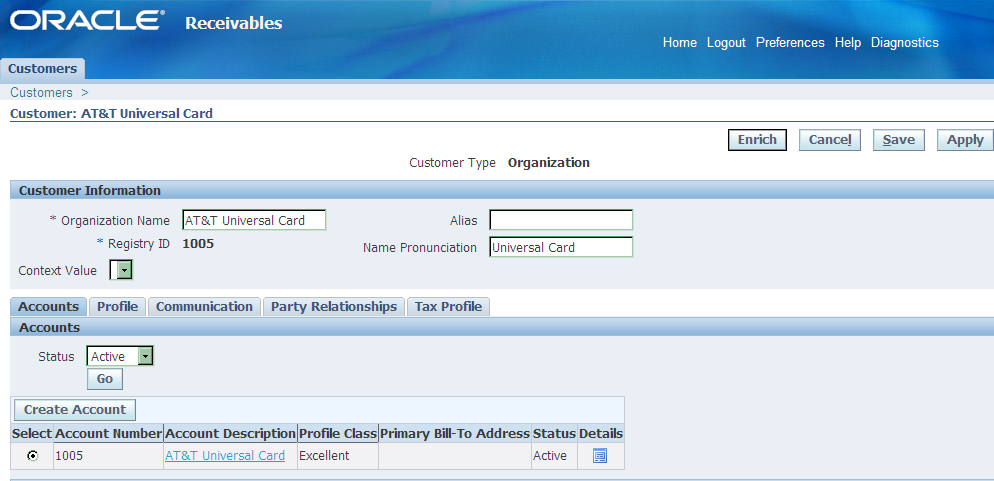 ORACLE® Receivables
Home Logout Preferences Help Diagnostics
Customers
Customers >
Customer: AT&T Universal Card
Enrich Cancel Save Apply
Customer Type Organization
Customer Information
* Organization Name AT&T Universal Card Alias
* Registry ID 1005 Name Pronunciation Universal Card
Context Value
Accounts Profile Communication Party Relationships Tax Profile
Accounts
Status Active
Go
Create Account
Select Account Number Account Description Profile Class Primary Bill-To Address Status Details
1005 AT&T Universal Card Excellent Active